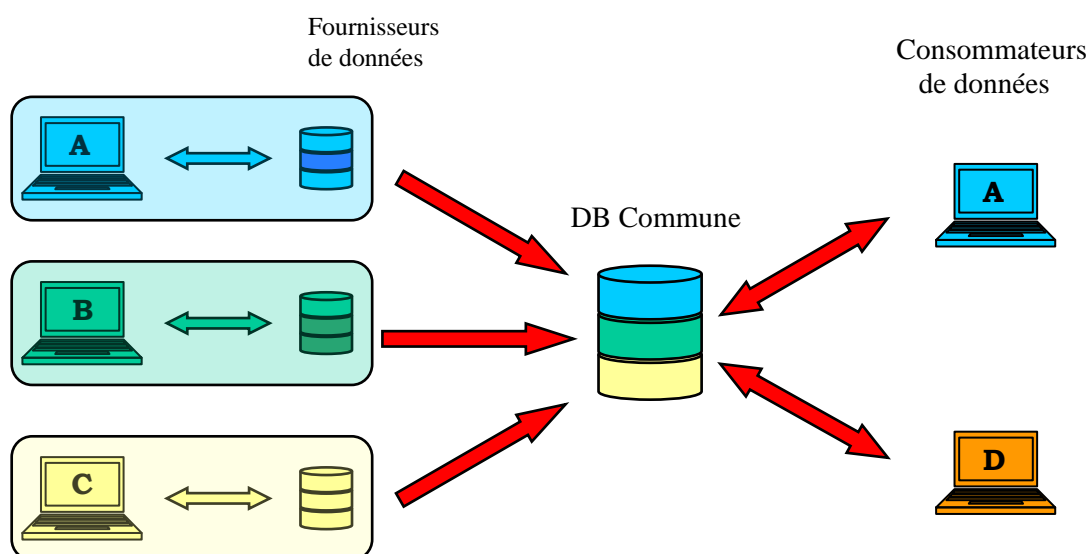 Fournisseurs
de données
Consommateurs
de données
A
A
DB Commune
B
C
D